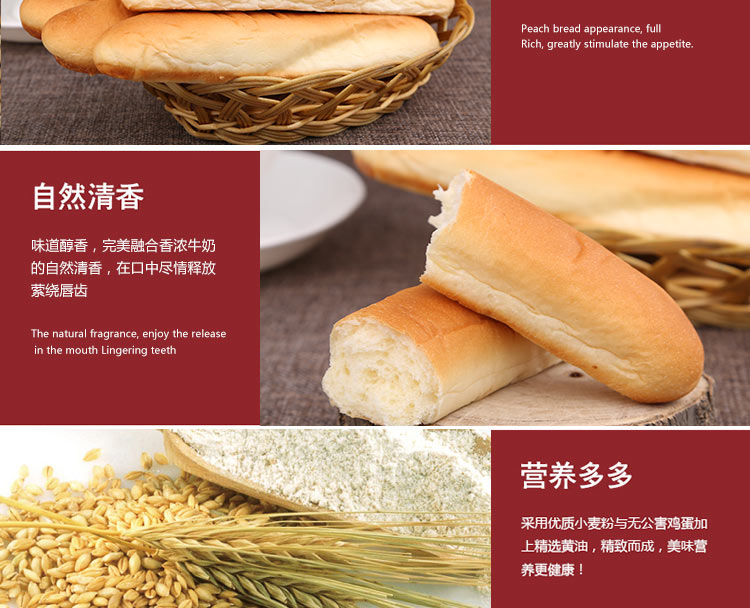 Peach bread appearance, full
Rich, greatly stimulate the appetite.
自然清香
味道醇香，完美融合香浓牛奶
的自然清香，在口中尽情释放
萦绕唇齿
The natural fragrance, enjoy the release
in the mouth Lingering teeth
营养多多
采用优质小麦粉与无公害鸡蛋加
上精选黄油，精致而成，美味营
养更健康！